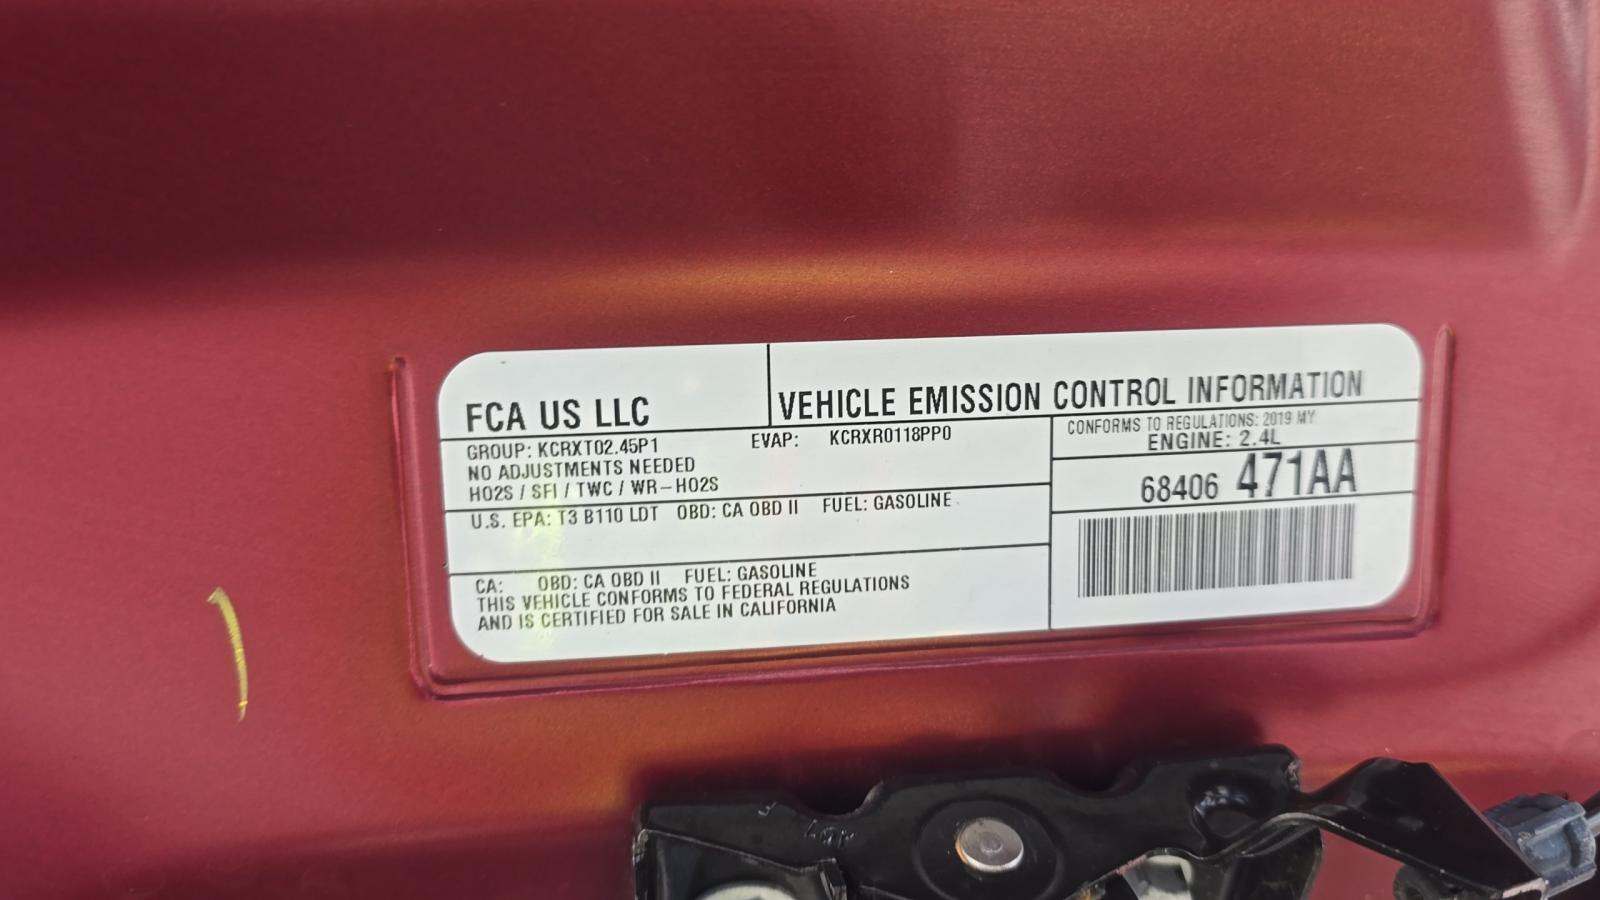 FCA US LLC
VEHICLE EMISSION CONTROL INFORMATION
GROUP: KCRXT02.45P1 EVAP: KCRXR0118PP0
NO ADJUSTMENTS NEEDED
HO2S / SFI / TWC / WR-HO2S
CONFORMS TO REGULATIONS: 2019 MY
ENGINE: 2.4L
68406 471AA
U.S. EPA: T3 B110 LDT OBD: CA OBD II FUEL: GASOLINE
CA: OBD: CA OBD II FUEL: GASOLINE
THIS VEHICLE CONFORMS TO FEDERAL REGULATIONS
AND IS CERTIFIED FOR SALE IN CALIFORNIA